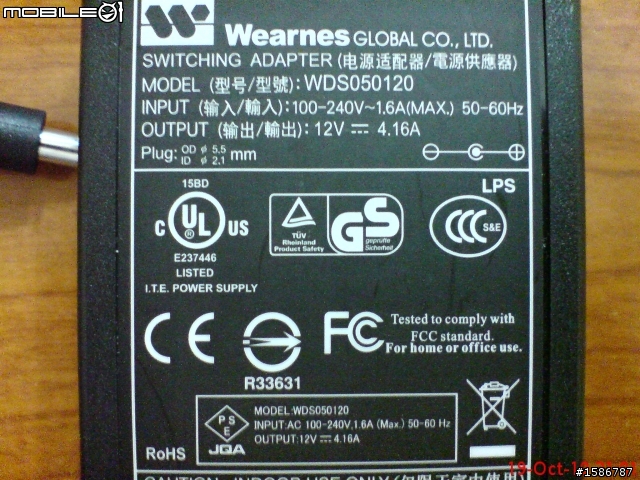 MOBILE01
Wearnes GLOBAL CO., LTD.
SWITCHING ADAPTER (电源适配器/電源供應器)
MODEL (型号/型號): WDS050120
INPUT (输入/輸入): 100-240V~1.6A(MAX.) 50-60Hz
OUTPUT (输出/輸出): 12V ⎓ 4.16A
Plug: OD ø 5.5 mm
ID ø 2.1
LPS
15BD
C UL US
®
E237446
LISTED
I.T.E. POWER SUPPLY
TÜV
Rheinland
Product Safety
GS
geprüfte
Sicherheit
CCC S&E
CE
R33631
FC
Tested to comply with
FCC standard.
For home or office use.
RoHS
PSE
JQA
MODEL:WDS050120
INPUT:AC 100-240V,1.6A (Max.) 50-60 Hz
OUTPUT:12V ⎓ 4.16A
19-Oct-1
#1586787